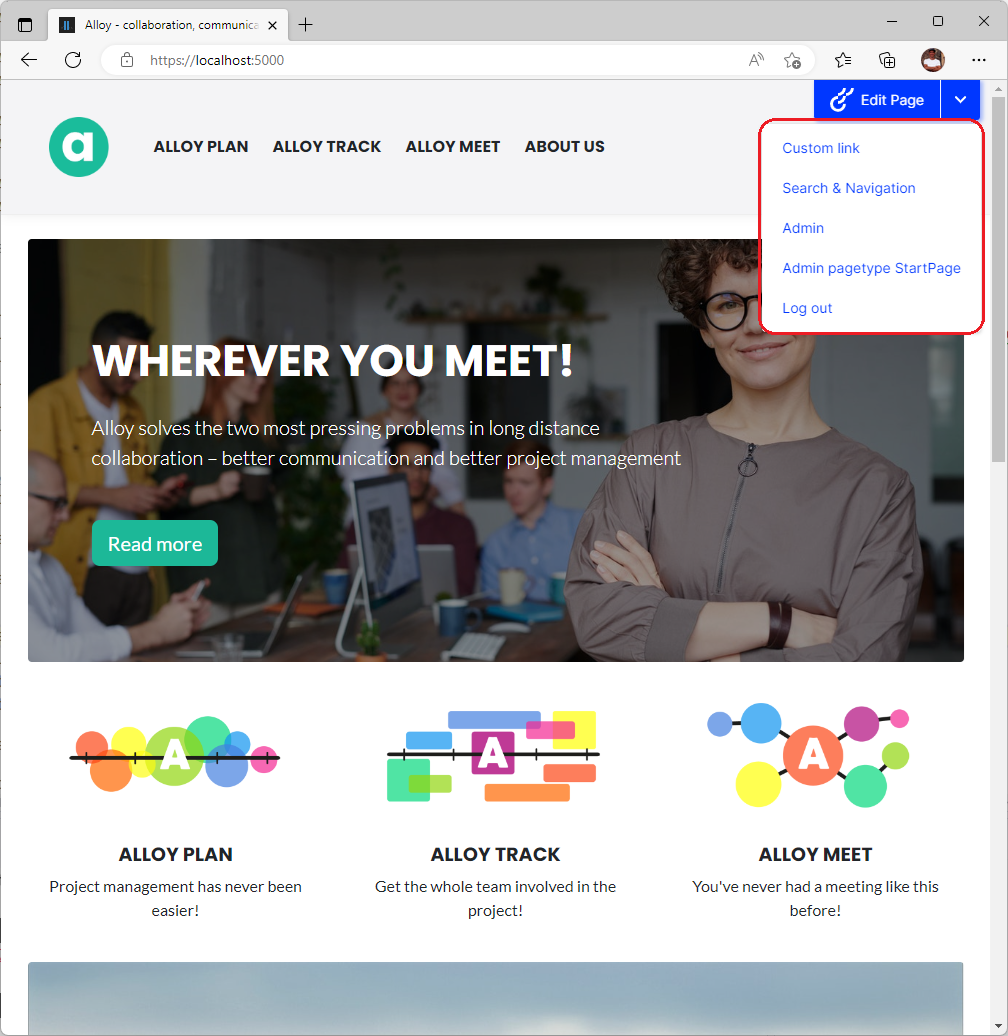 Alloy - collaboration, communica
https://localhost:5000
Edit Page
a
ALLOY PLAN
ALLOY TRACK
ALLOY MEET
ABOUT US
Custom link
Search & Navigation
Admin
Admin pagetype StartPage
Log out
WHEREVER YOU MEET!
Alloy solves the two most pressing problems in long distance
collaboration – better communication and better project management
Read more
A
A
A
ALLOY PLAN
Project management has never been
easier!
ALLOY TRACK
Get the whole team involved in the
project!
ALLOY MEET
You've never had a meeting like this
before!